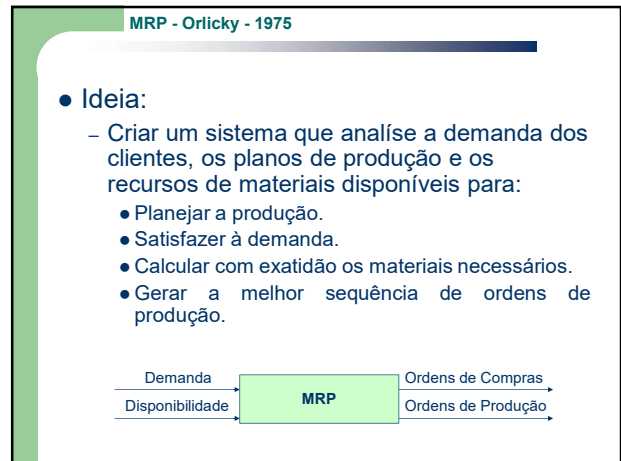 MRP - Orlicky - 1975
● Ideia:
– Criar um sistema que analíse a demanda dos
clientes, os planos de produção e os
recursos de materiais disponíveis para:
● Planejar a produção.
● Satisfazer à demanda.
● Calcular com exatidão os materiais necessários.
● Gerar a melhor sequência de ordens de
produção.
Demanda
Disponibilidade
MRP
Ordens de Compras
Ordens de Produção